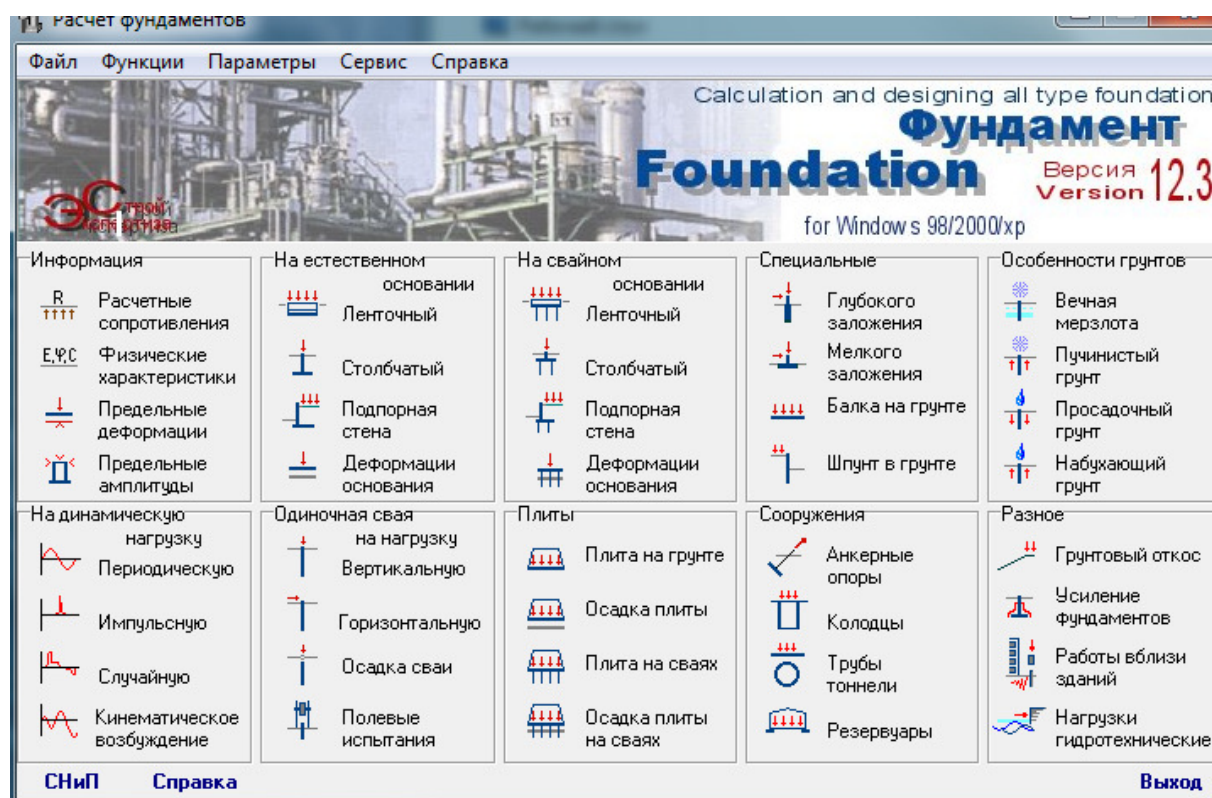 Расчет фундаментов
Файл Функции Параметры Сервис Справка
Calculation and designing all type foundation
Фундамент
Foundation
Версия
Version 12.3
for Windows 98/2000/xp
ЭС
Информация
R
Расчетные
сопротивления
E,Ψ,C
Физические
характеристики
Предельные
деформации
Предельные
амплитуды
На естественном
основании
Ленточный
Столбчатый
Подпорная
стена
Деформации
основания
На свайном
основании
Ленточный
Столбчатый
Подпорная
стена
Деформации
основания
Специальные
Глубокого
заложения
Мелкого
заложения
Балка на грунте
Шпунт в грунте
Особенности грунтов
Вечная
мерзлота
Пучинистый
грунт
Просадочный
грунт
Набухающий
грунт
На динамическую
нагрузку
Периодическую
Импульсную
Случайную
Кинематическое
возбуждение
Одиночная свая
на нагрузку
Вертикальную
Горизонтальную
Осадка сваи
Полевые
испытания
Плиты
Плита на грунте
Осадка плиты
Плита на сваях
Осадка плиты
на сваях
Сооружения
Анкерные
опоры
Колодцы
Трубы
тоннели
Резервуары
Разное
Грунтовый откос
Усиление
фундаментов
Работы вблизи
зданий
Нагрузки
гидротехнические
СНиП Справка Выход